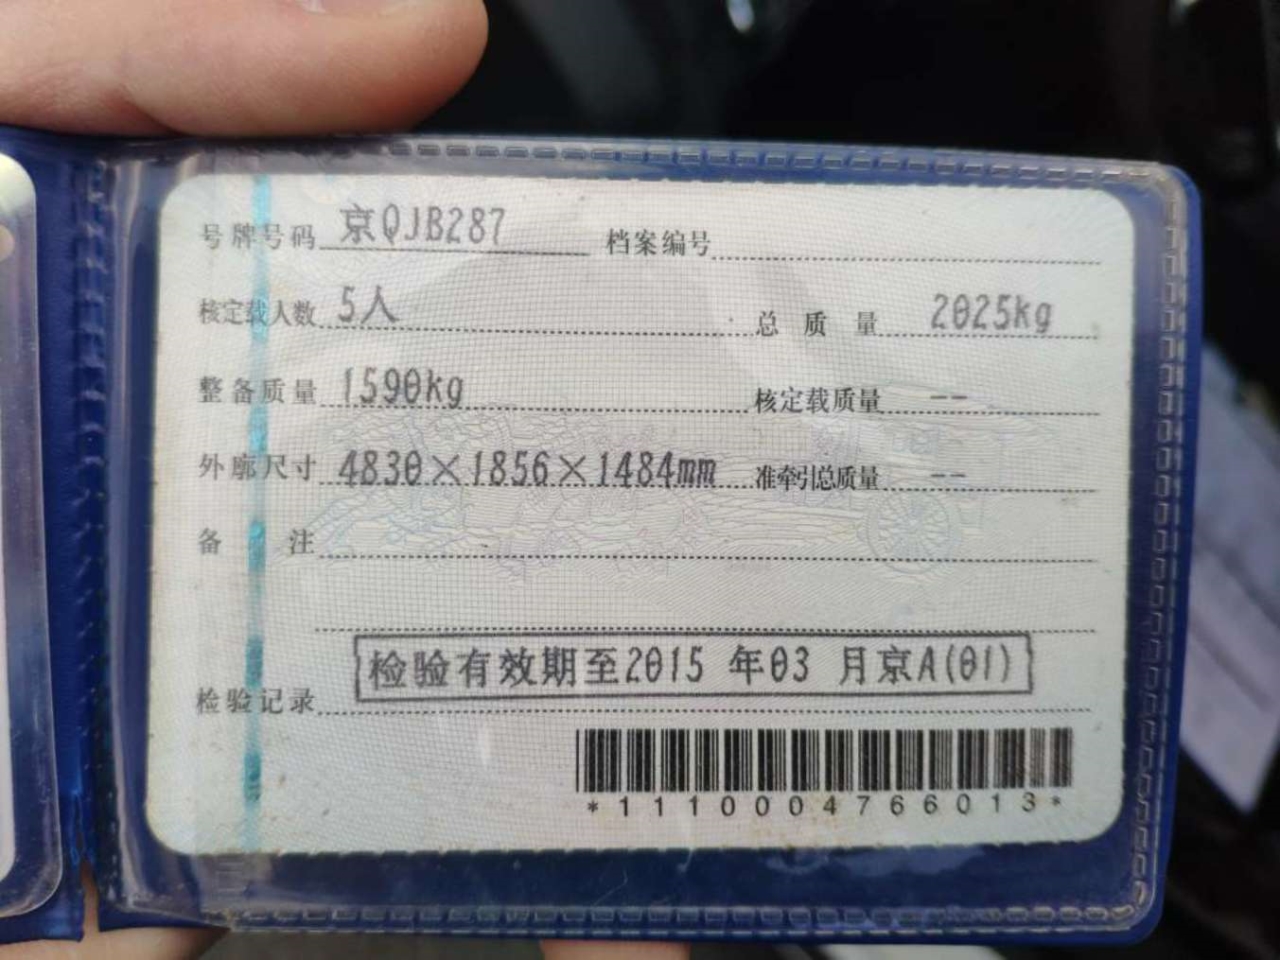 号牌号码 京QJB287 档案编号
核定载人数 5人 总质量 2025kg
整备质量 1590kg 核定载质量 --
外廓尺寸 4830×1856×1484mm 准牵引总质量 --
备注
检验记录 检验有效期至2015 年03 月京A(01)
*1110004766013*